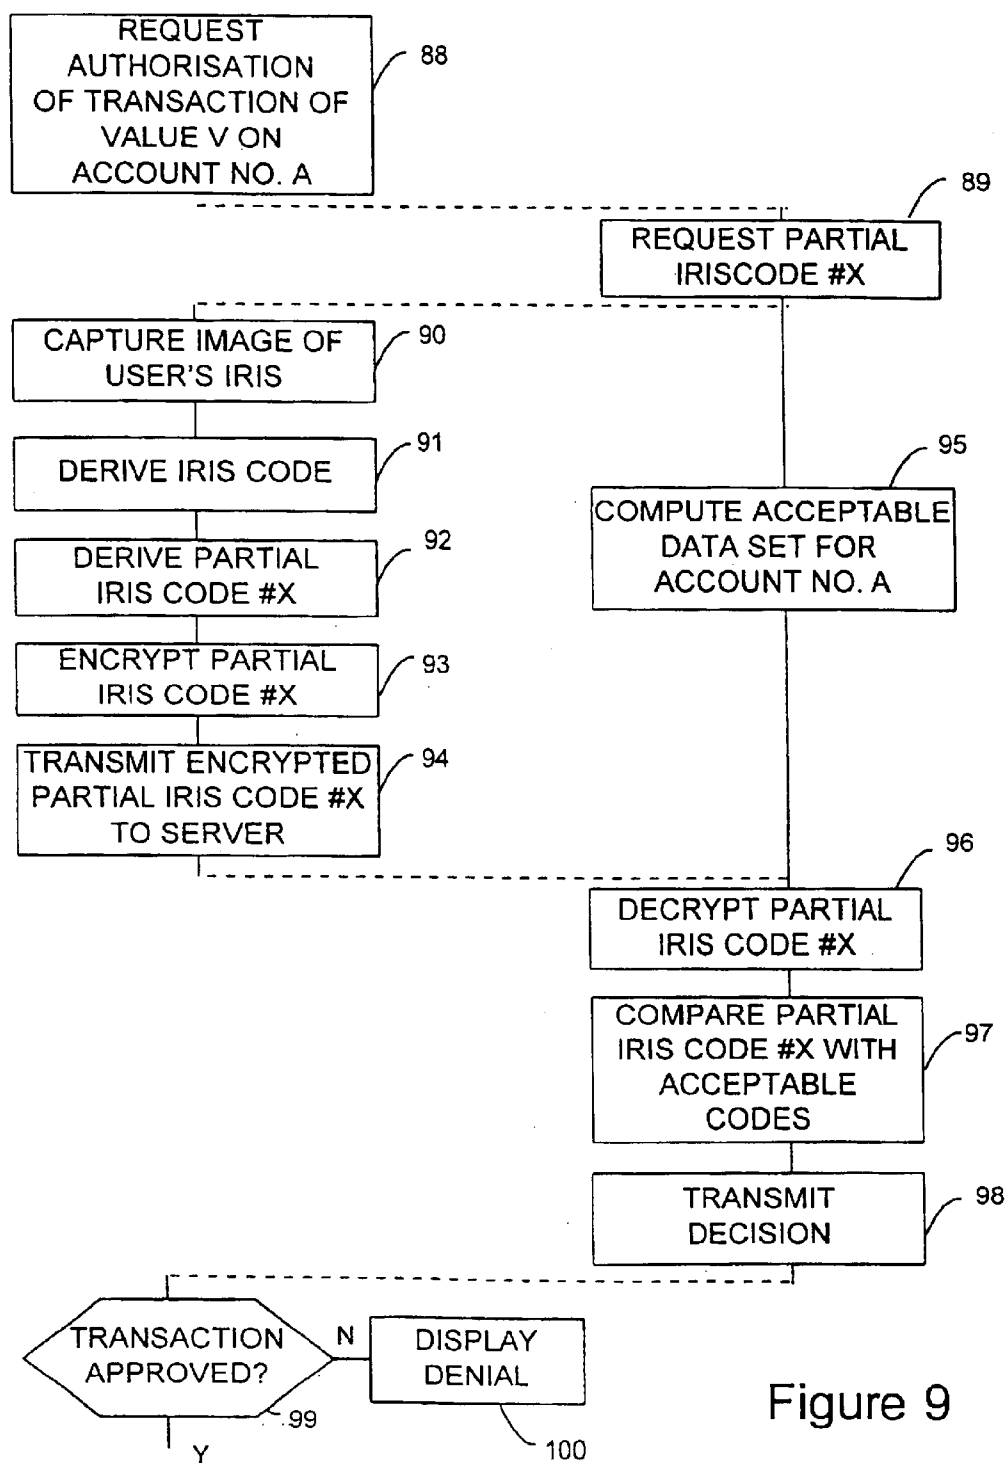 REQUEST
AUTHORISATION
OF TRANSACTION OF
VALUE V ON
ACCOUNT NO. A
88
89
REQUEST PARTIAL
IRISCODE #X
CAPTURE IMAGE OF
USER'S IRIS
90
DERIVE IRIS CODE
91
DERIVE PARTIAL
IRIS CODE #X
92
ENCRYPT PARTIAL
IRIS CODE #X
93
TRANSMIT ENCRYPTED
PARTIAL IRIS CODE #X
TO SERVER
94
95
COMPUTE ACCEPTABLE
DATA SET FOR
ACCOUNT NO. A
96
DECRYPT PARTIAL
IRIS CODE #X
COMPARE PARTIAL
IRIS CODE #X WITH
ACCEPTABLE
CODES
97
TRANSMIT
DECISION
98
TRANSACTION
APPROVED?
99
N
Y
DISPLAY
DENIAL
100
Figure 9